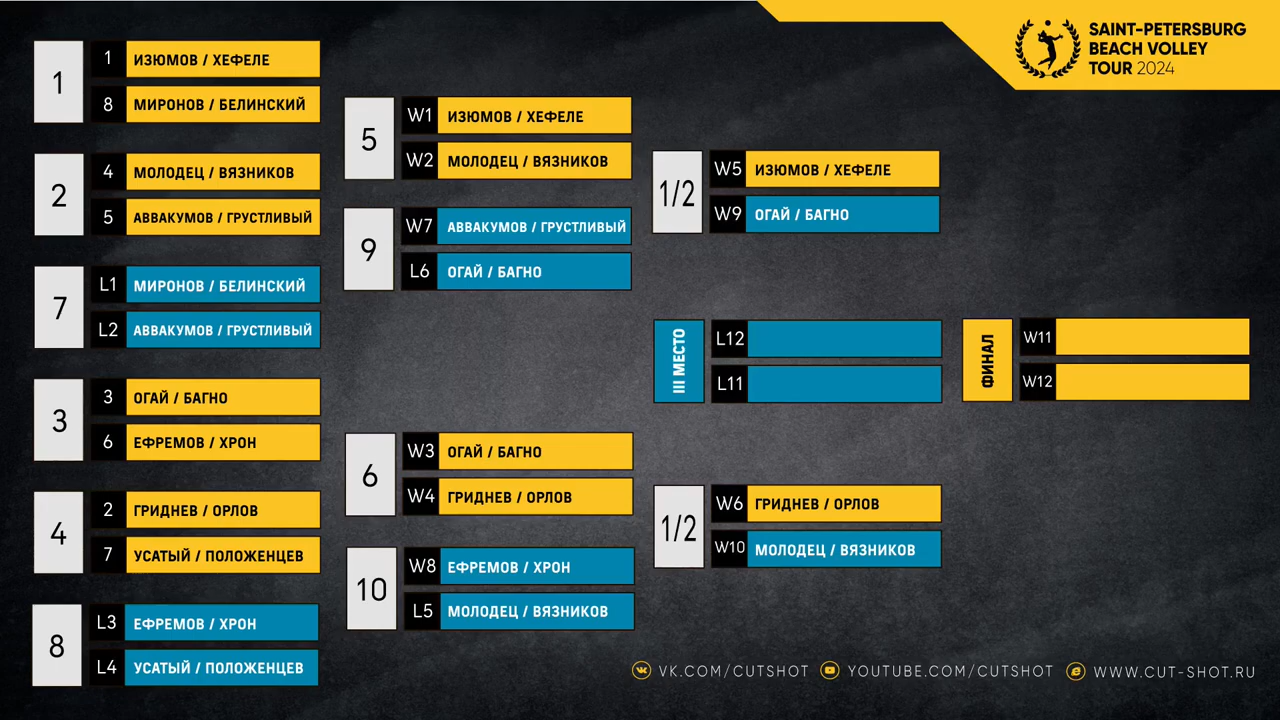 SAINT-PETERSBURG
BEACH VOLLEY
TOUR 2024
1
1 ИЗЮМОВ / ХЕФЕЛЕ
8 МИРОНОВ / БЕЛИНСКИЙ
2
4 МОЛОДЕЦ / ВЯЗНИКОВ
5 АВВАКУМОВ / ГРУСТЛИВЫЙ
7
L1 МИРОНОВ / БЕЛИНСКИЙ
L2 АВВАКУМОВ / ГРУСТЛИВЫЙ
3
3 ОГАЙ / БАГНО
6 ЕФРЕМОВ / ХРОН
4
2 ГРИДНЕВ / ОРЛОВ
7 УСАТЫЙ / ПОЛОЖЕНЦЕВ
8
L3 ЕФРЕМОВ / ХРОН
L4 УСАТЫЙ / ПОЛОЖЕНЦЕВ
5
W1 ИЗЮМОВ / ХЕФЕЛЕ
W2 МОЛОДЕЦ / ВЯЗНИКОВ
9
W7 АВВАКУМОВ / ГРУСТЛИВЫЙ
L6 ОГАЙ / БАГНО
6
W3 ОГАЙ / БАГНО
W4 ГРИДНЕВ / ОРЛОВ
10
W8 ЕФРЕМОВ / ХРОН
L5 МОЛОДЕЦ / ВЯЗНИКОВ
1/2
W5 ИЗЮМОВ / ХЕФЕЛЕ
W9 ОГАЙ / БАГНО
III МЕСТО
L12
L11
1/2
W6 ГРИДНЕВ / ОРЛОВ
W10 МОЛОДЕЦ / ВЯЗНИКОВ
ФИНАЛ
W11
W12
VK.COM/CUTSHOT
YOUTUBE.COM/CUTSHOT
WWW.CUT-SHOT.RU